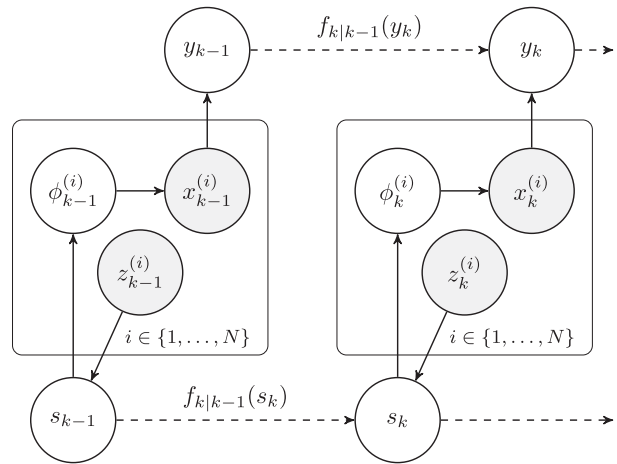 y_{k-1}
f_{k|k-1}(y_k)
y_k
ϕ_{k-1}^{(i)}
x_{k-1}^{(i)}
ϕ_k^{(i)}
x_k^{(i)}
z_{k-1}^{(i)}
z_k^{(i)}
i ∈ {1, . . . , N}
i ∈ {1, . . . , N}
s_{k-1}
f_{k|k-1}(s_k)
s_k